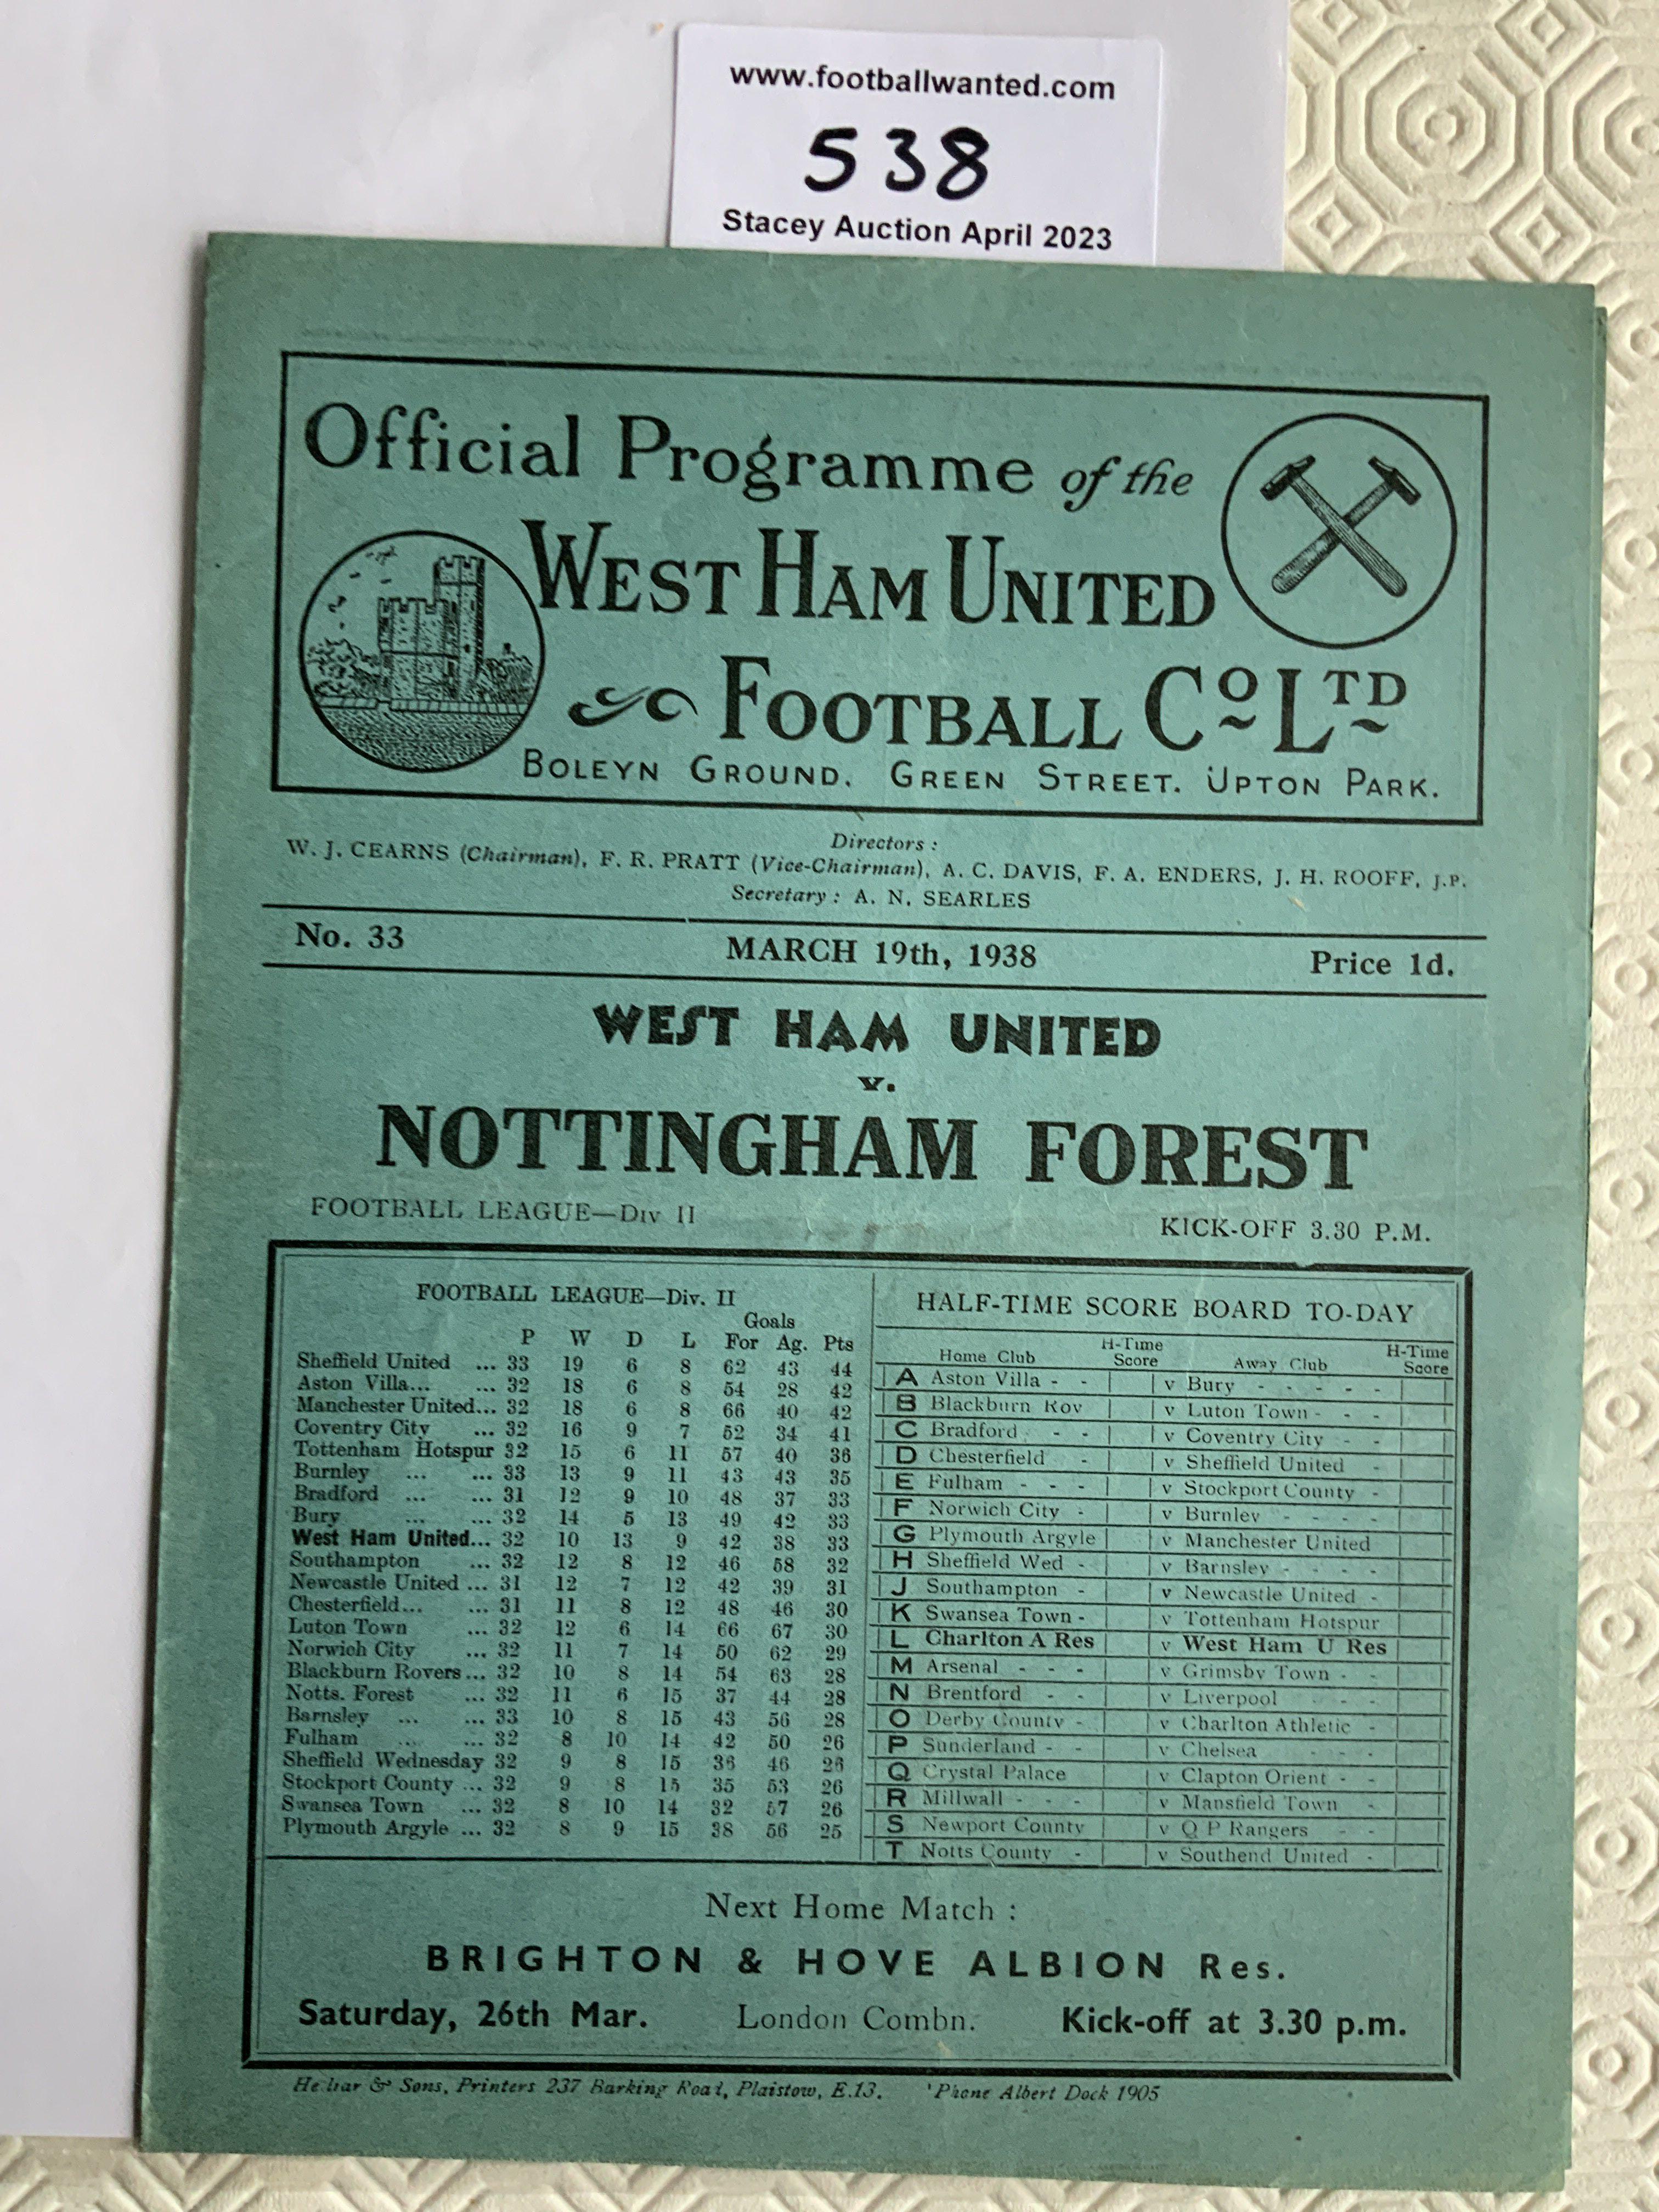 www.footballwanted.com
538
Stacey Auction April 2023
Official Programme of the
WEST HAM UNITED
FOOTBALL CO LTD
BOLEYN GROUND. GREEN STREET. UPTON PARK.
Directors :
W. J. CEARNS (Chairman), F. R. PRATT (Vice-Chairman), A. C. DAVIS, F. A. ENDERS, J. H. ROOFF, J.P.
Secretary : A. N. SEARLES
No. 33 MARCH 19th, 1938 Price 1d.
WEST HAM UNITED
v.
NOTTINGHAM FOREST
FOOTBALL LEAGUE—Div II KICK-OFF 3.30 P.M.
FOOTBALL LEAGUE—Div. II
Goals
P W D L For Ag. Pts
Sheffield United ... 33 19 6 8 62 43 44
Aston Villa... ... 32 18 6 8 54 28 42
Manchester United... 32 18 6 8 66 40 42
Coventry City ... 32 16 9 7 52 34 41
Tottenham Hotspur 32 15 6 11 57 40 36
Burnley ... ... 33 13 9 11 43 43 35
Bradford ... ... 31 12 9 10 48 37 33
Bury ... ... 32 14 5 13 49 42 33
West Ham United... 32 10 13 9 42 38 33
Southampton ... 32 12 8 12 46 58 32
Newcastle United ... 31 12 7 12 42 39 31
Chesterfield... ... 31 11 8 12 48 46 30
Luton Town ... 32 12 6 14 66 67 30
Norwich City ... 32 11 7 14 50 62 29
Blackburn Rovers ... 32 10 8 14 54 63 28
Notts. Forest ... 32 11 6 15 37 44 28
Barnsley ... ... 33 10 8 15 43 56 28
Fulham ... ... 32 8 10 14 42 50 26
Sheffield Wednesday 32 9 8 15 36 46 26
Stockport County ... 32 9 8 15 35 53 26
Swansea Town ... 32 8 10 14 32 57 26
Plymouth Argyle ... 32 8 9 15 38 56 25
HALF-TIME SCORE BOARD TO-DAY
Home Club H-Time Score Away Club H-Time Score
A Aston Villa - - v Bury - - - - -
B Blackburn Rov v Luton Town - - -
C Bradford - - v Coventry City - -
D Chesterfield - v Sheffield United -
E Fulham - - - v Stockport County -
F Norwich City - v Burnley - - - -
G Plymouth Argyle v Manchester United
H Sheffield Wed - v Barnsley - - - -
J Southampton - v Newcastle United -
K Swansea Town - v Tottenham Hotspur
L Charlton A Res v West Ham U Res
M Arsenal - - - v Grimsby Town - -
N Brentford - - v Liverpool - - -
O Derby County - v Charlton Athletic -
P Sunderland - - v Chelsea - - -
Q Crystal Palace v Clapton Orient - -
R Millwall - - - v Mansfield Town -
S Newport County v Q P Rangers - -
T Notts County - v Southend United -
Next Home Match :
BRIGHTON & HOVE ALBION Res.
Saturday, 26th Mar. London Combn. Kick-off at 3.30 p.m.
Helliar & Sons, Printers 237 Barking Road, Plaistow, E.13. 'Phone Albert Dock 1905